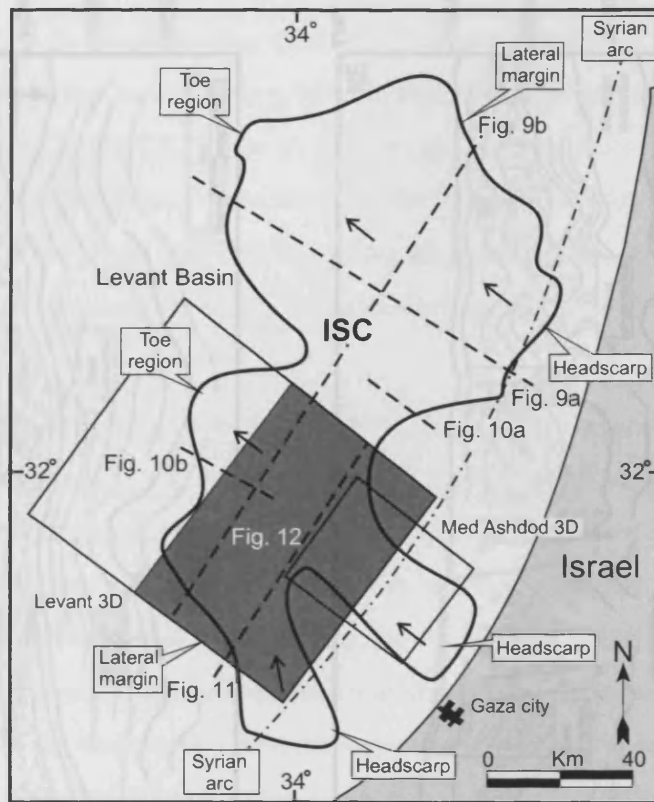 34°
Syrian
arc
Toe
region
Lateral
margin
Fig. 9b
Levant Basin
ISC
Toe
region
Headscarp
Fig. 9a
Fig. 10a
Fig. 10b
32°
32°
Med Ashdod 3D
Fig. 12
Israel
Levant 3D
Lateral
margin
Headscarp
N
Fig. 11
Gaza city
Syrian
arc
Headscarp
0 Km 40
34°